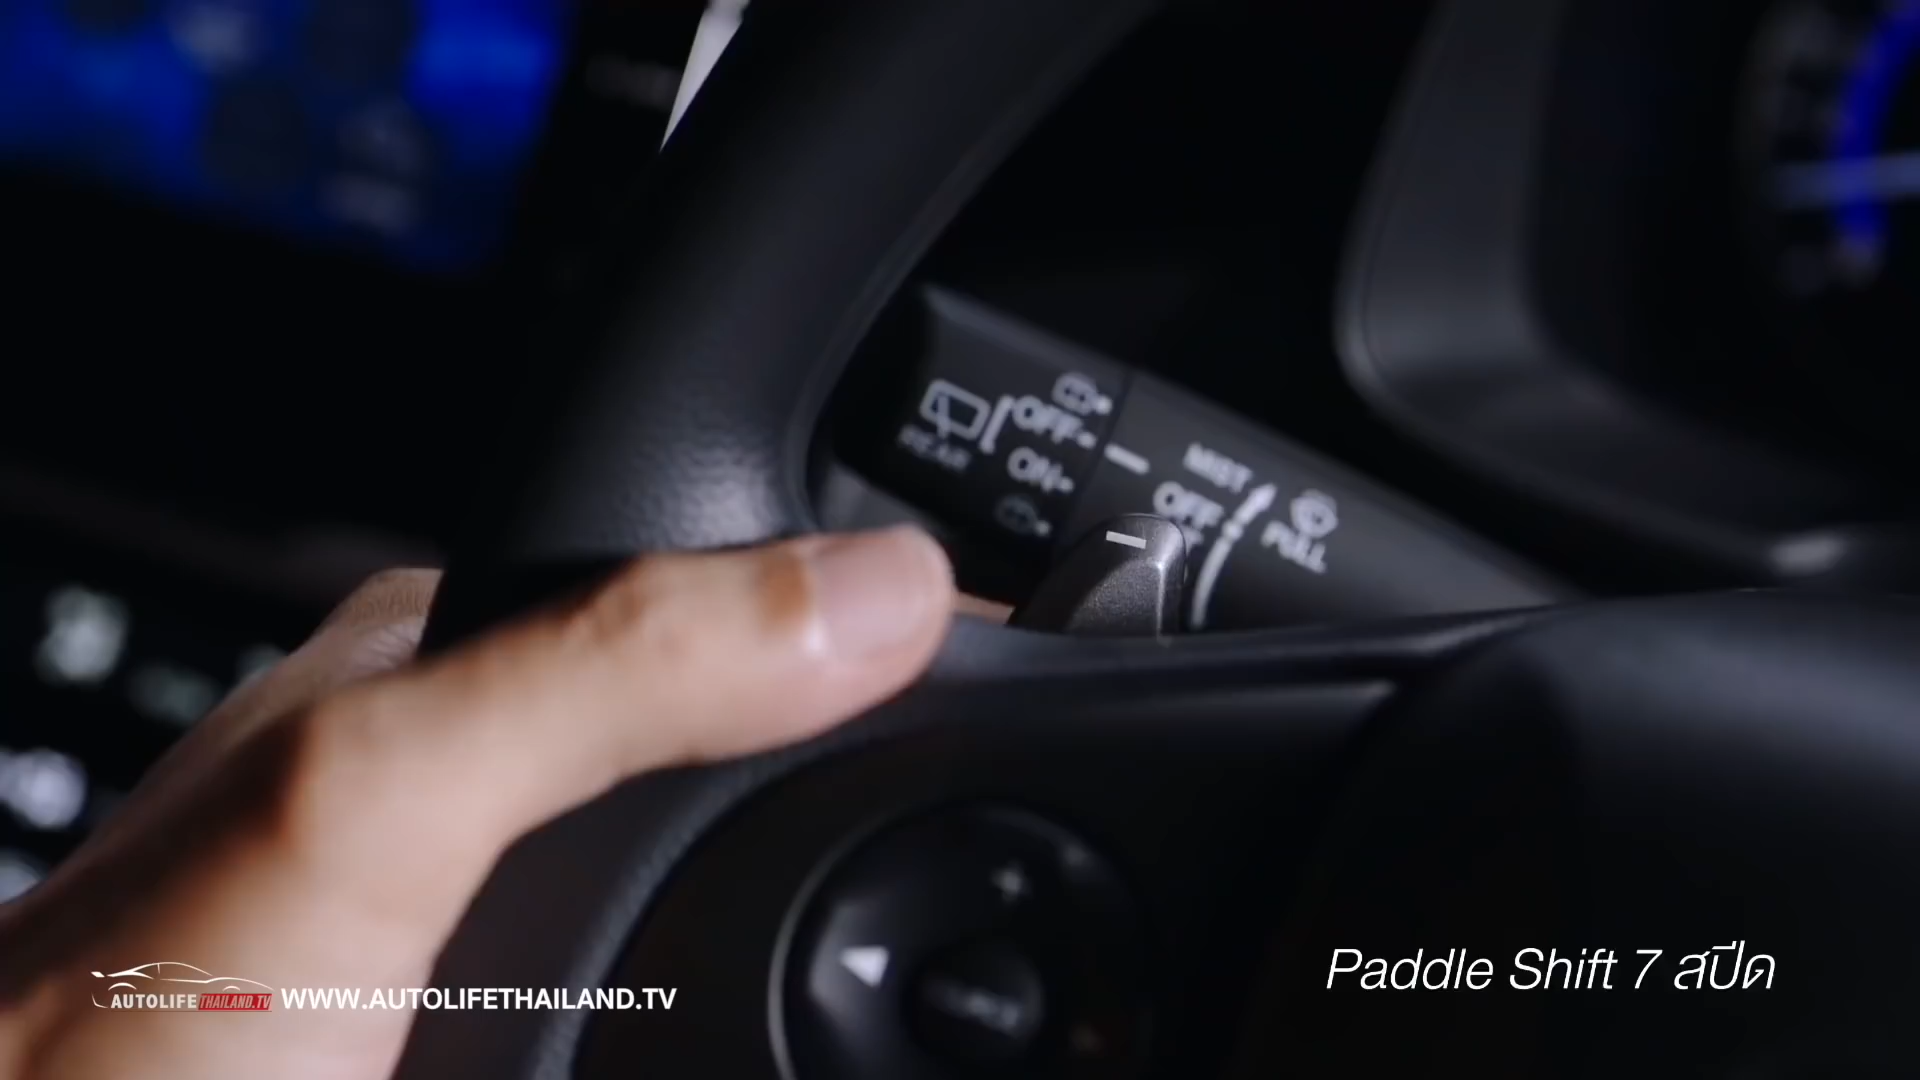 OFF
REAR
ON
MIST
OFF
PULL
Paddle Shift 7 สปีด
AUTOLIFETHAILAND.TV
WWW.AUTOLIFETHAILAND.TV